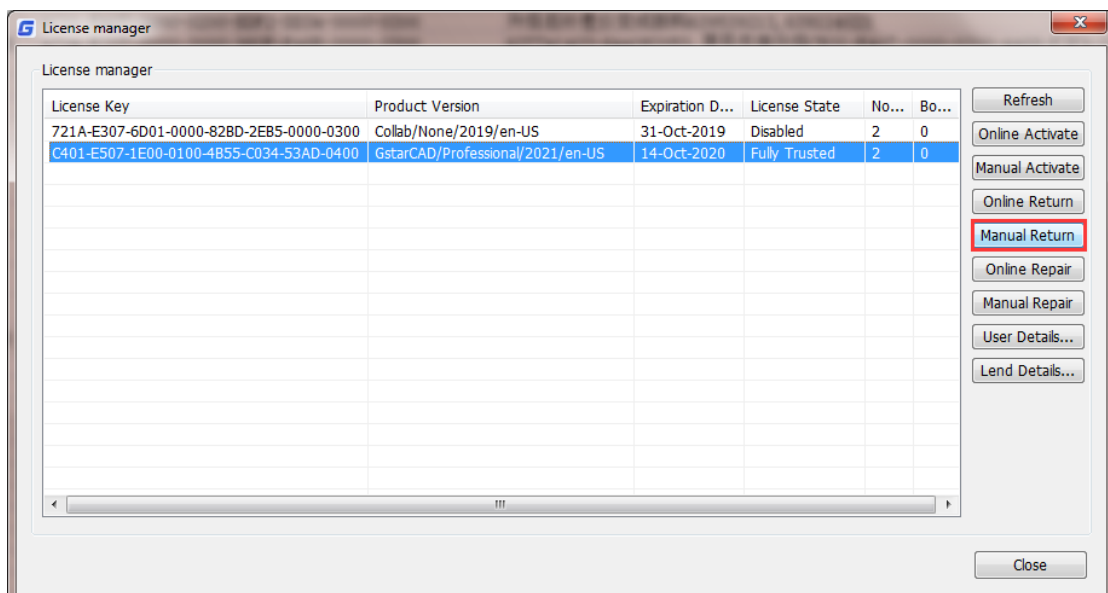 License manager
License manager
License Key Product Version Expiration D... License State No... Bo...
721A-E307-6D01-0000-82BD-2EB5-0000-0300 Collab/None/2019/en-US 31-Oct-2019 Disabled 2 0
C401-E507-1E00-0100-4B55-C034-53AD-0400 GstarCAD/Professional/2021/en-US 14-Oct-2020 Fully Trusted 2 0
Refresh
Online Activate
Manual Activate
Online Return
Manual Return
Online Repair
Manual Repair
User Details...
Lend Details...
Close